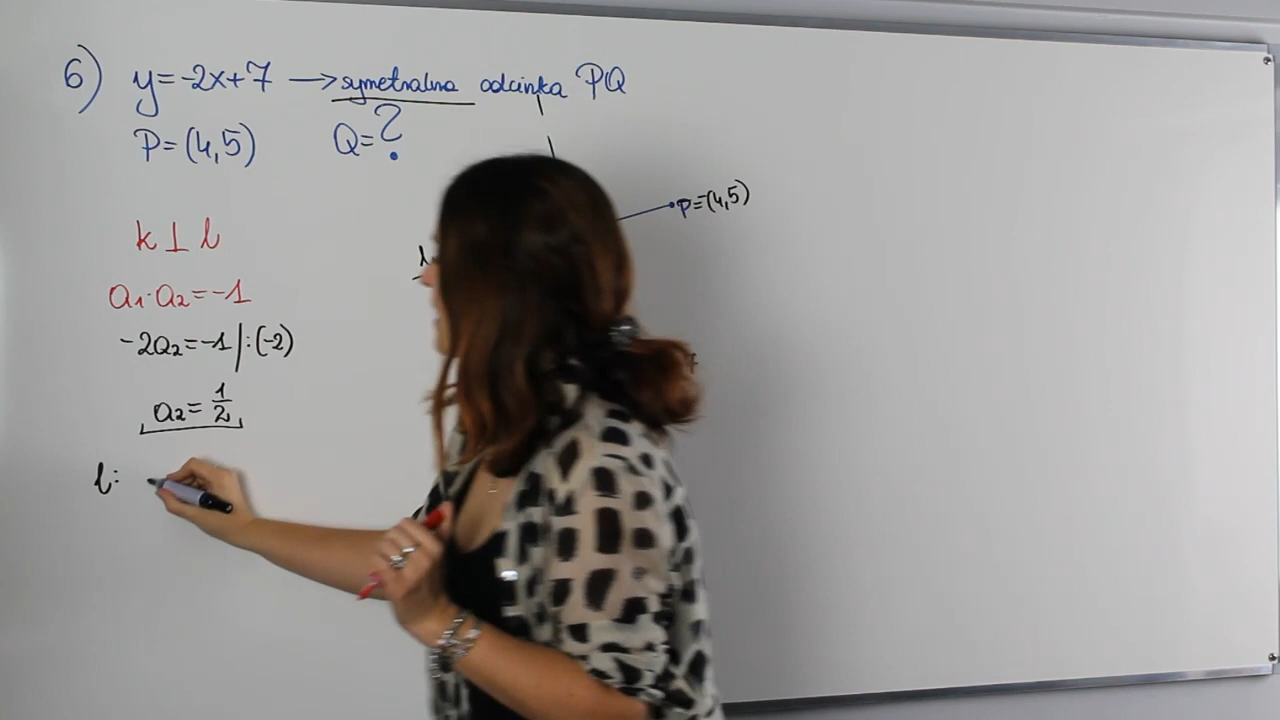 6) y=-2x+7 → symetralna odcinka PQ
P=(4,5) Q=?
P=(4,5)
k⊥l
l
a₁·a₂=-1
-2a₂=-1 |:(-2)
a₂=1/2
l: